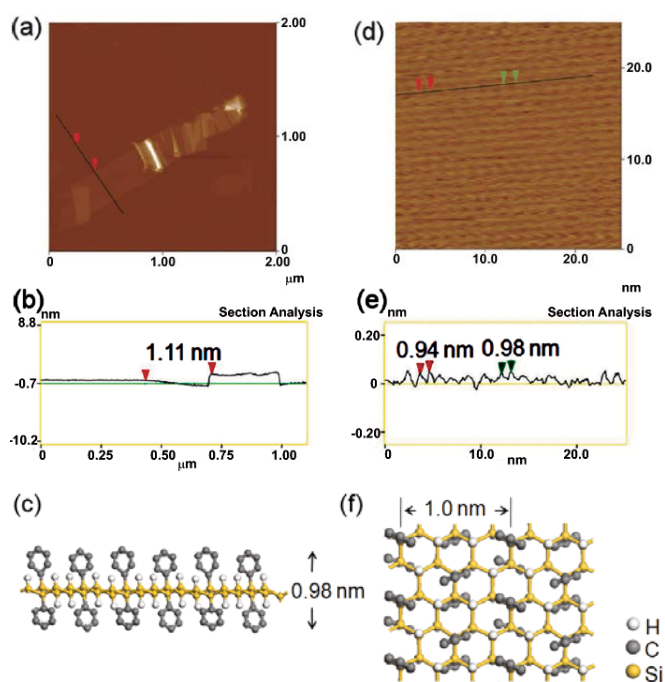 (a)
2.00
1.00
0
0
1.00
2.00
μm
(b)
nm
Section Analysis
8.8
1.11 nm
-0.7
-10.2
0
0.25
0.50
0.75
1.00
μm
(c)
0.98 nm
(d)
20.0
10.0
0
0
10.0
20.0
nm
(e)
nm
Section Analysis
0.20
0.94 nm
0.98 nm
0
-0.20
0
10.0
20.0
nm
(f)
1.0 nm
H
C
Si